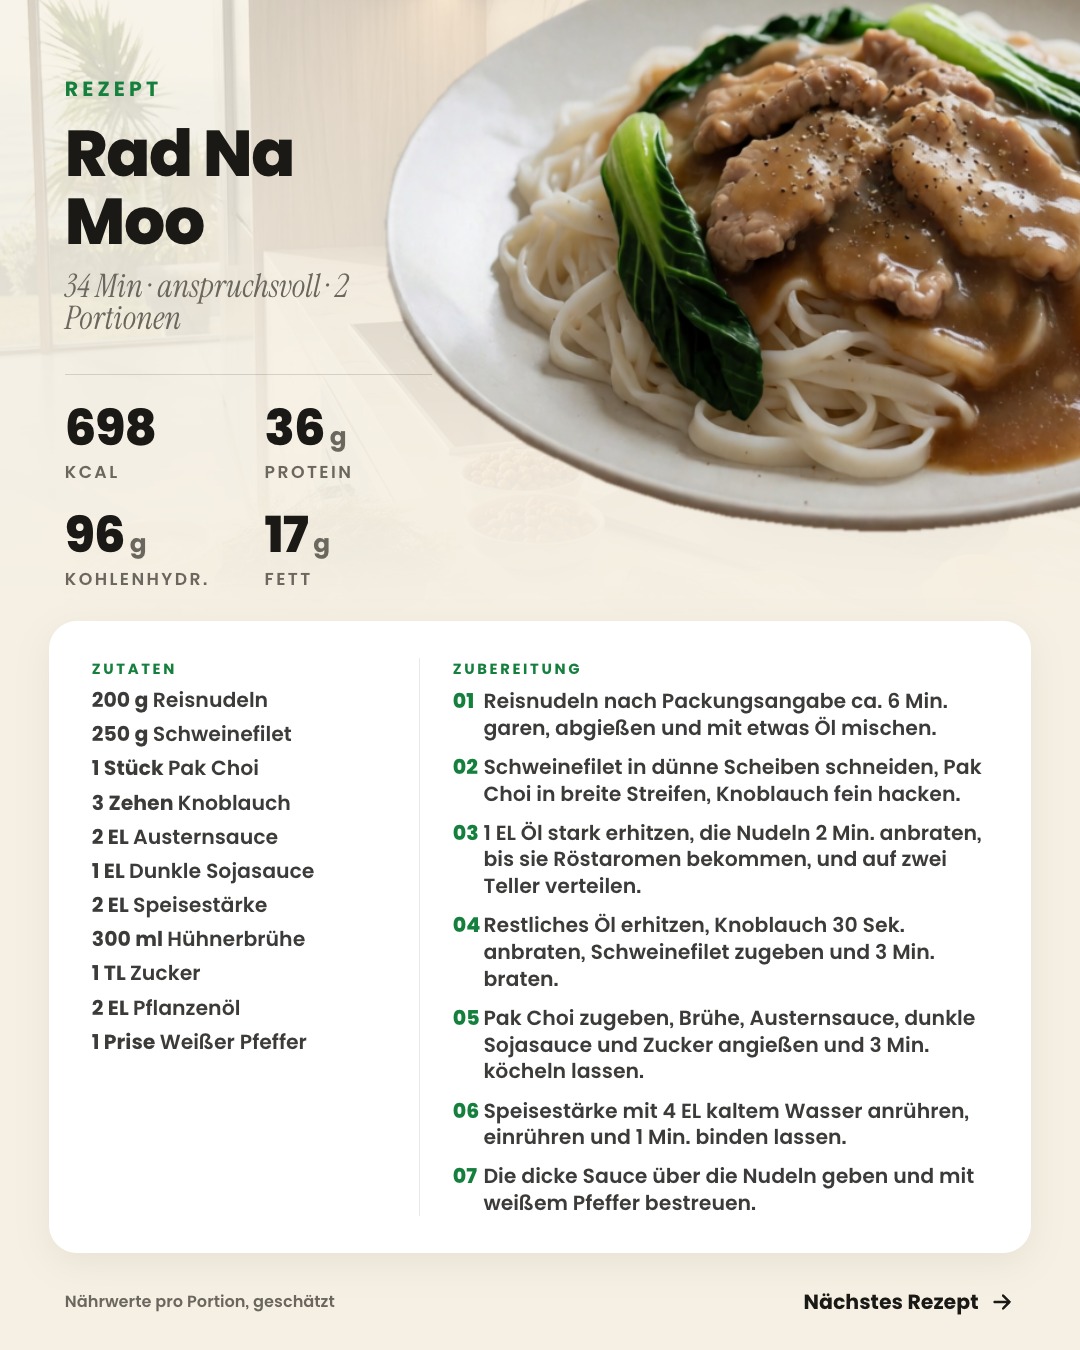 REZEPT
Rad Na
Moo
34 Min · anspruchsvoll · 2
Portionen
698
KCAL
36 g
PROTEIN
96 g
KOHLENHYDR.
17 g
FETT
ZUTATEN
200 g Reisnudeln
250 g Schweinefilet
1 Stück Pak Choi
3 Zehen Knoblauch
2 EL Austernsauce
1 EL Dunkle Sojasauce
2 EL Speisestärke
300 ml Hühnerbrühe
1 TL Zucker
2 EL Pflanzenöl
1 Prise Weißer Pfeffer
ZUBEREITUNG
01 Reisnudeln nach Packungsangabe ca. 6 Min.
garen, abgießen und mit etwas Öl mischen.
02 Schweinefilet in dünne Scheiben schneiden, Pak
Choi in breite Streifen, Knoblauch fein hacken.
03 1 EL Öl stark erhitzen, die Nudeln 2 Min. anbraten,
bis sie Röstaromen bekommen, und auf zwei
Teller verteilen.
04 Restliches Öl erhitzen, Knoblauch 30 Sek.
anbraten, Schweinefilet zugeben und 3 Min.
braten.
05 Pak Choi zugeben, Brühe, Austernsauce, dunkle
Sojasauce und Zucker angießen und 3 Min.
köcheln lassen.
06 Speisestärke mit 4 EL kaltem Wasser anrühren,
einrühren und 1 Min. binden lassen.
07 Die dicke Sauce über die Nudeln geben und mit
weißem Pfeffer bestreuen.
Nährwerte pro Portion, geschätzt
Nächstes Rezept →